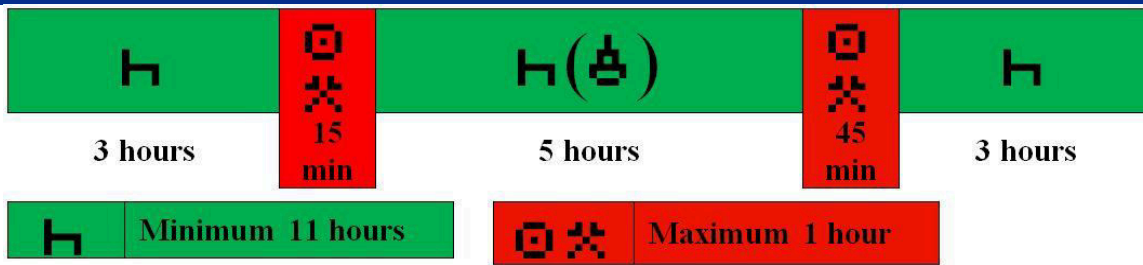 3 hours
15
min
5 hours
( )
45
min
3 hours
Minimum 11 hours
Maximum 1 hour